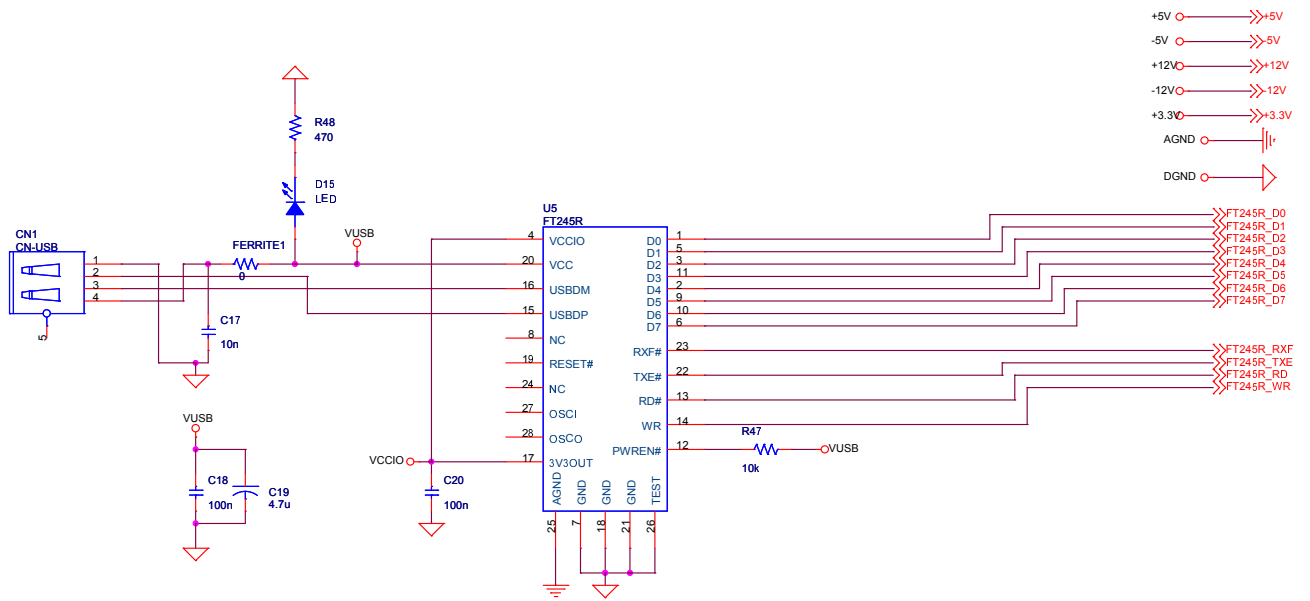 +5V +5V
-5V -5V
+12V +12V
-12V -12V
+3.3V +3.3V
AGND
DGND
R48
470
D15
LED
CN1
CN-USB
1
2
3
4
5
FERRITE1
0
VUSB
C17
10n
VUSB
C18
100n
C19
4.7u
VCCIO
C20
100n
U5
FT245R
4 VCCIO
20 VCC
16 USBDM
15 USBDP
8 NC
19 RESET#
24 NC
27 OSCI
28 OSCO
17 3V3OUT
D0 1
D1 5
D2 3
D3 11
D4 2
D5 9
D6 10
D7 6
RXF# 23
TXE# 22
RD# 13
WR 14
PWREN# 12
AGND 25
GND 7
GND 18
GND 21
TEST 26
R47
10k
VUSB
FT245R_D0
FT245R_D1
FT245R_D2
FT245R_D3
FT245R_D4
FT245R_D5
FT245R_D6
FT245R_D7
FT245R_RXF
FT245R_TXE
FT245R_RD
FT245R_WR